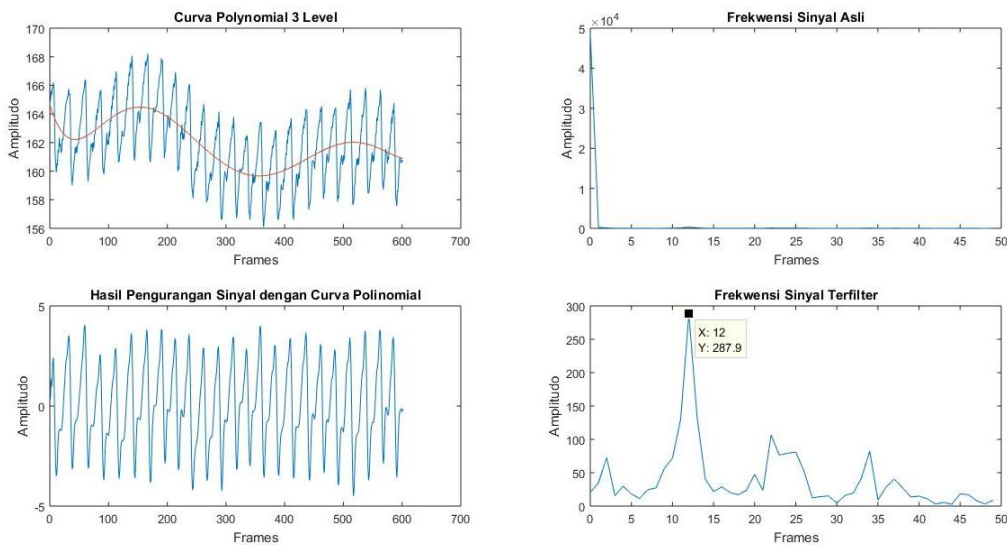 Curva Polynomial 3 Level
170
168
166
164
162
160
158
156
Amplitudo
0 100 200 300 400 500 600 700
Frames
Frekwensi Sinyal Asli
×10⁴
5
4
3
2
1
0
Amplitudo
0 5 10 15 20 25 30 35 40 45 50
Frames
Hasil Pengurangan Sinyal dengan Curva Polinomial
5
0
-5
Amplitudo
0 100 200 300 400 500 600 700
Frames
Frekwensi Sinyal Terfilter
300
250
200
150
100
50
0
Amplitudo
X: 12
Y: 287.9
0 5 10 15 20 25 30 35 40 45 50
Frames